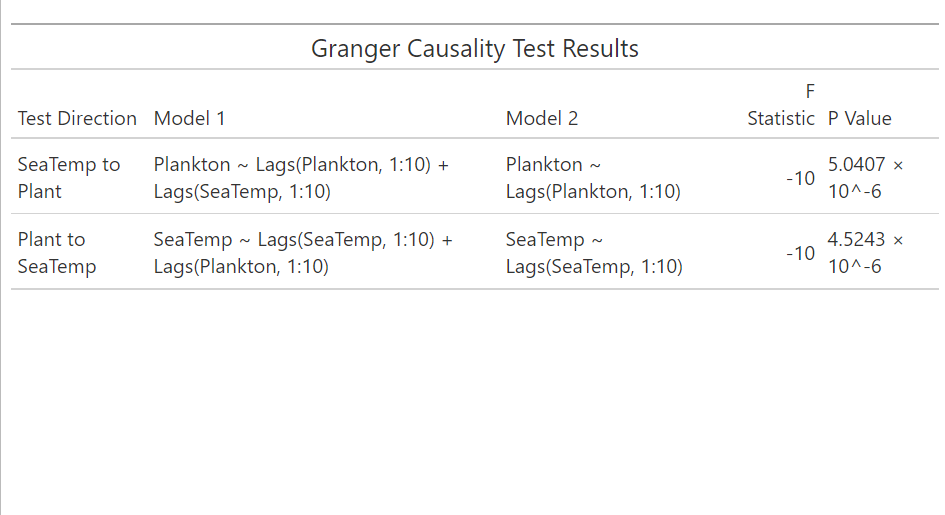 Granger Causality Test Results
F
Test Direction Model 1 Model 2 Statistic P Value
SeaTemp to Plankton ~ Lags(Plankton, 1:10) + Plankton ~ 5.0407 ×
-10
Plant Lags(SeaTemp, 1:10) Lags(Plankton, 1:10) 10^-6
Plant to SeaTemp ~ Lags(SeaTemp, 1:10) + SeaTemp ~ 4.5243 ×
-10
SeaTemp Lags(Plankton, 1:10) Lags(SeaTemp, 1:10) 10^-6